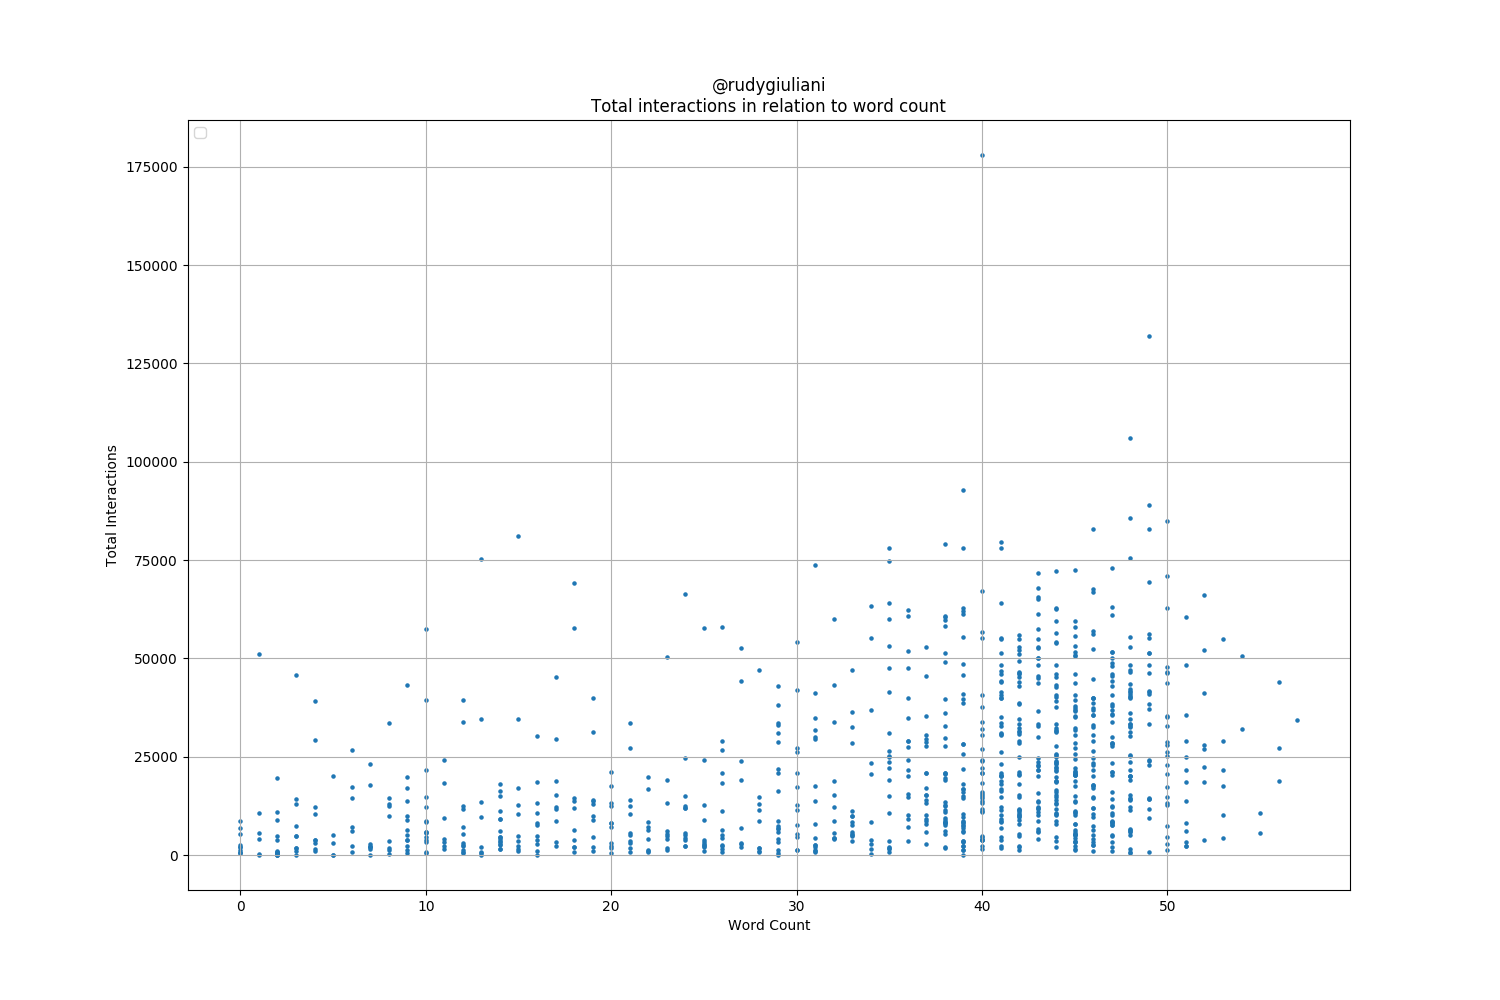 @rudygiuliani
Total interactions in relation to word count
175000
150000
125000
100000
75000
50000
25000
0
Total Interactions
0 10 20 30 40 50
Word Count